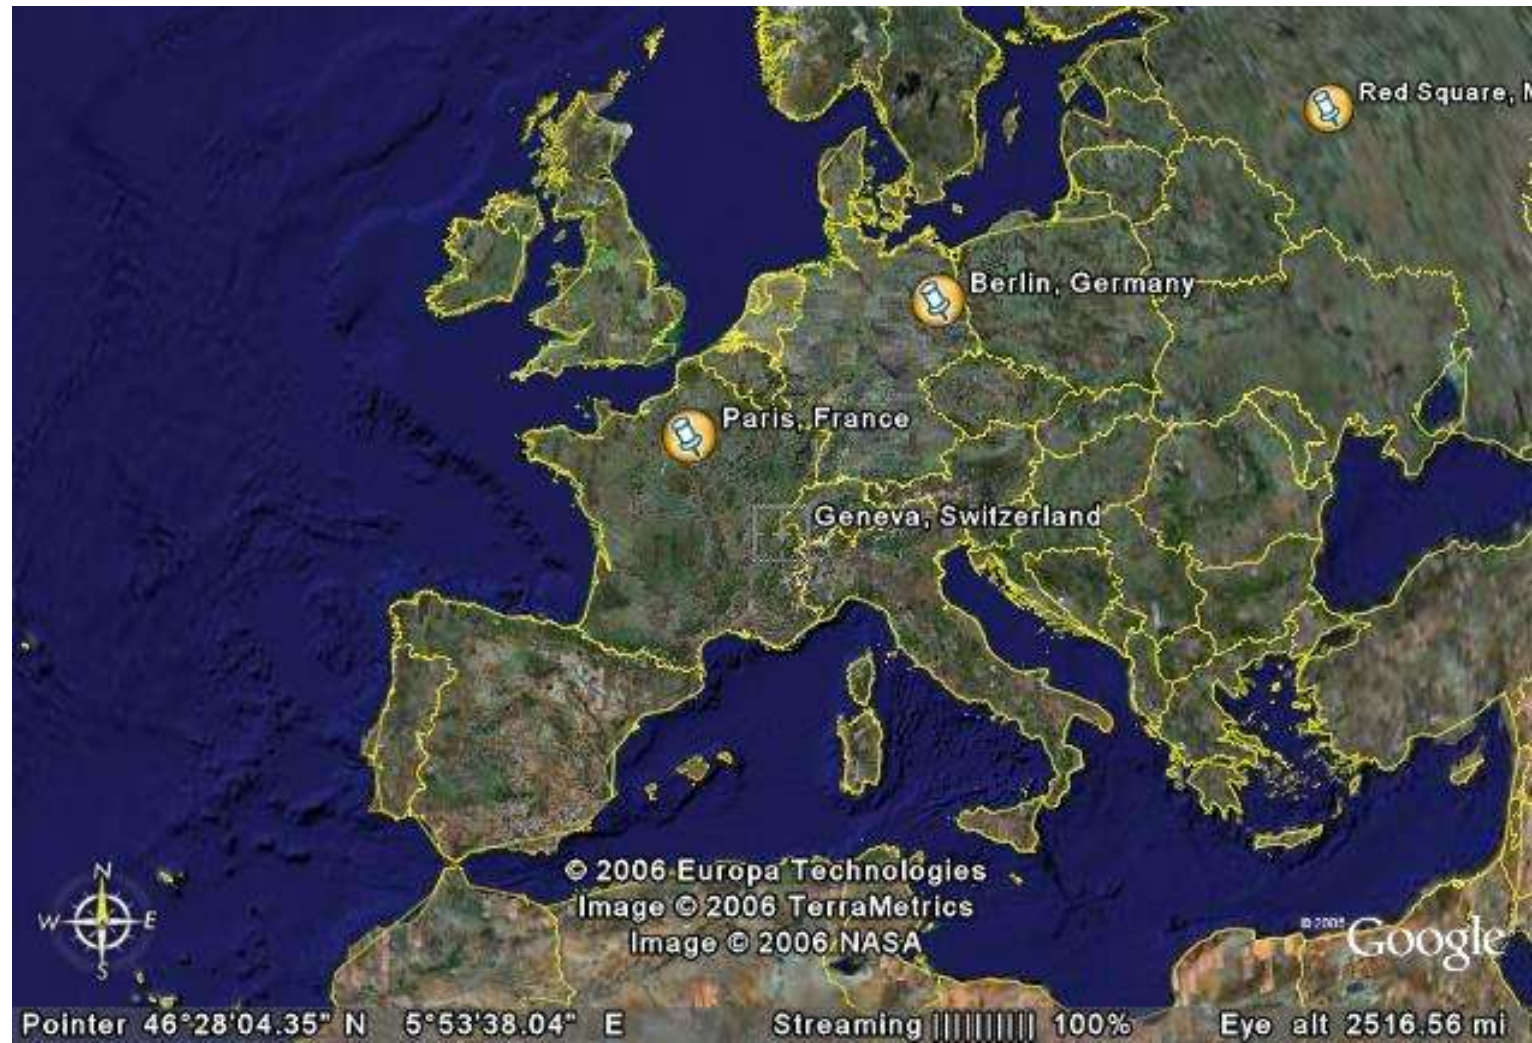 Red Square, M
Berlin, Germany
Paris, France
Geneva, Switzerland
© 2006 Europa Technologies
Image © 2006 TerraMetrics
Image © 2006 NASA
N
W E
S
Google
Pointer 46°28'04.35" N 5°53'38.04" E Streaming |||||||||| 100% Eye alt 2516.56 mi